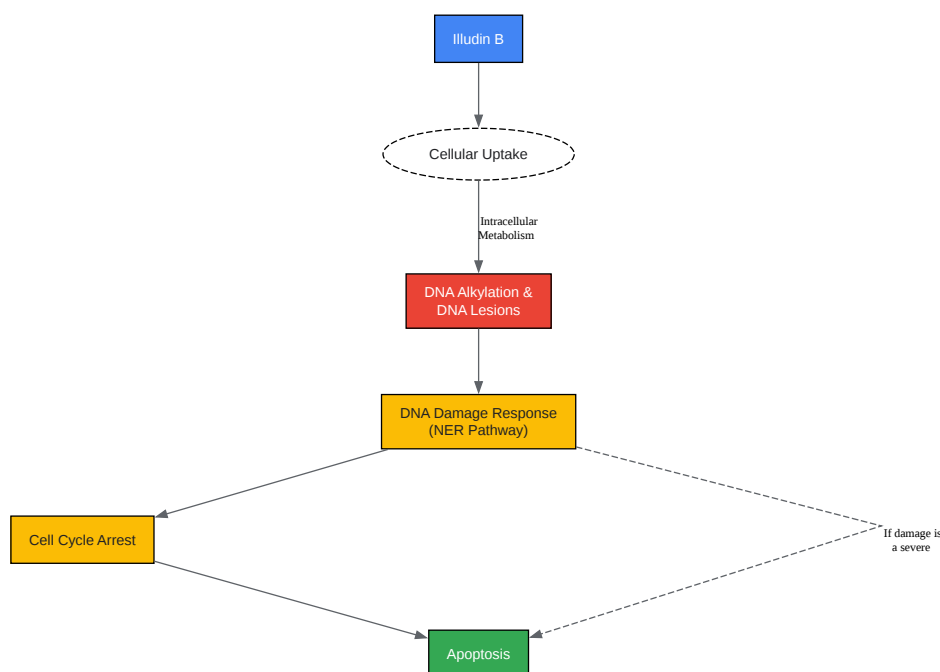 Illudin B
Cellular Uptake
Intracellular
Metabolism
DNA Alkylation &
DNA Lesions
DNA Damage Response
(NER Pathway)
If damage is
a severe
Cell Cycle Arrest
Apoptosis